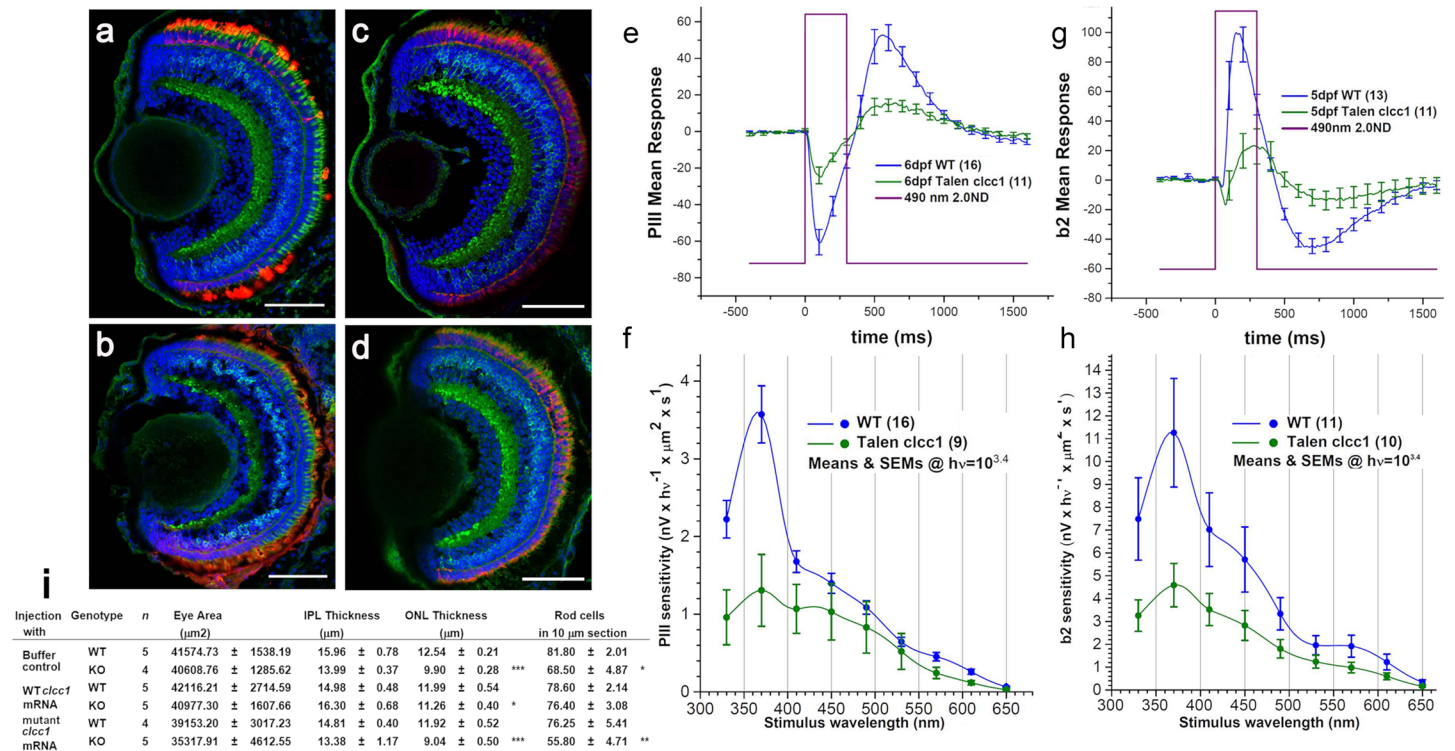 a
c
b
d
e
PIII Mean Response
60
40
20
0
-20
-40
-60
-80
6dpf WT (16)
6dpf Talen clcc1 (11)
490 nm 2.0ND
-500 0 500 1000 1500
time (ms)
g
b2 Mean Response
100
80
60
40
20
0
-20
-40
-60
-80
5dpf WT (13)
5dpf Talen clcc1 (11)
490nm 2.0ND
-500 0 500 1000 1500
time (ms)
f
PIII sensitivity (nV x hν⁻¹ x μm² x s¹)
4
3
2
1
0
WT (16)
Talen clcc1 (9)
Means & SEMs @ hν=10³·⁴
300 350 400 450 500 550 600 650
Stimulus wavelength (nm)
h
b2 sensitivity (nV x hν⁻¹ x μm² x s¹)
14
13
12
11
10
9
8
7
6
5
4
3
2
1
0
WT (11)
Talen clcc1 (10)
Means & SEMs @ hν=10³·⁴
300 350 400 450 500 550 600 650
Stimulus wavelength (nm)
i
Injection with Genotype n Eye Area (μm2) IPL Thickness (μm) ONL Thickness (μm) Rod cells in 10 μm section
Buffer control WT 5 41574.73 ± 1538.19 15.96 ± 0.78 12.54 ± 0.21 81.80 ± 2.01
KO 4 40608.76 ± 1285.62 13.99 ± 0.37 9.90 ± 0.28 *** 68.50 ± 4.87 *
WT clcc1 mRNA WT 5 42116.21 ± 2714.59 14.98 ± 0.48 11.99 ± 0.54 78.60 ± 2.14
KO 5 40977.30 ± 1607.66 16.30 ± 0.68 11.26 ± 0.40 * 76.40 ± 3.08
mutant clcc1 mRNA WT 4 39153.20 ± 3017.23 14.81 ± 0.40 11.92 ± 0.52 76.25 ± 5.41
KO 5 35317.91 ± 4612.55 13.38 ± 1.17 9.04 ± 0.50 *** 55.80 ± 4.71 **